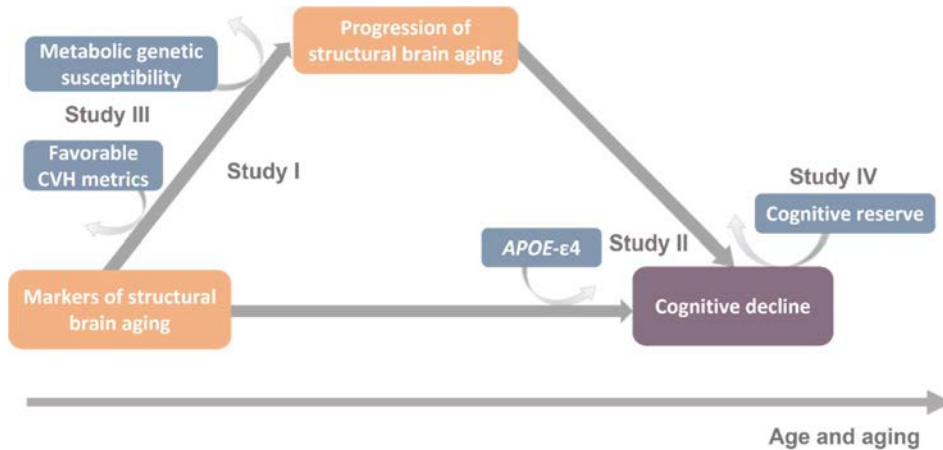 Progression of
structural brain aging
Metabolic genetic
susceptibility
Study III
Favorable
CVH metrics
Study I
Study IV
Cognitive reserve
APOE-ε4
Study II
Markers of structural
brain aging
Cognitive decline
Age and aging